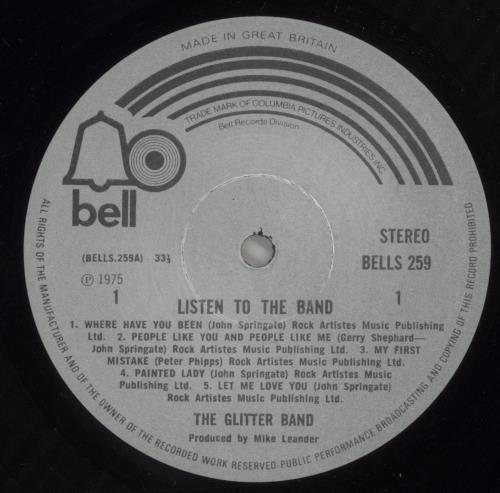 MADE IN GREAT BRITAIN
TRADE MARK OF COLUMBIA PICTURES INDUSTRIES INC.
Bell Records Division
bell
STEREO
BELLS 259
(BELLS.259A) 33⅓
Ⓟ 1975
1
1
LISTEN TO THE BAND
1. WHERE HAVE YOU BEEN (John Springate) Rock Artistes Music Publishing
Ltd. 2. PEOPLE LIKE YOU AND PEOPLE LIKE ME (Gerry Shephard—
John Springate) Rock Artistes Music Publishing Ltd. 3. MY FIRST
MISTAKE (Peter Phipps) Rock Artistes Music Publishing Ltd.
4. PAINTED LADY (John Springate) Rock Artistes Music
Publishing Ltd. 5. LET ME LOVE YOU (John Springate)
Rock Artistes Music Publishing Ltd.
THE GLITTER BAND
Produced by Mike Leander
ALL RIGHTS OF THE MANUFACTURER AND OF THE OWNER OF THE RECORDED WORK RESERVED·PUBLIC PERFORMANCE BROADCASTING AND COPYING OF THIS RECORD PROHIBITED